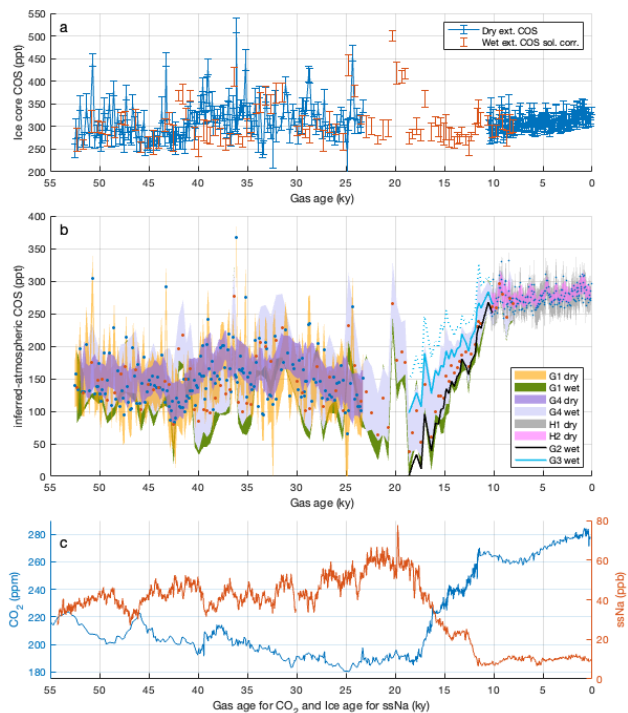 a
Dry ext. COS
Wet ext. COS sol. corr.
Ice core COS (ppt)
550
500
450
400
350
300
250
200
55 50 45 40 35 30 25 20 15 10 5 0
Gas age (ky)
b
inferred-atmospheric COS (ppt)
400
350
300
250
200
150
100
50
0
G1 dry
G1 wet
G4 dry
G4 wet
H1 dry
H2 dry
G2 wet
G3 wet
55 50 45 40 35 30 25 20 15 10 5 0
Gas age (ky)
c
CO2 (ppm)
280
260
240
220
200
180
80
60
40
20
0
ssNa (ppb)
55 50 45 40 35 30 25 20 15 10 5 0
Gas age for CO2 and Ice age for ssNa (ky)